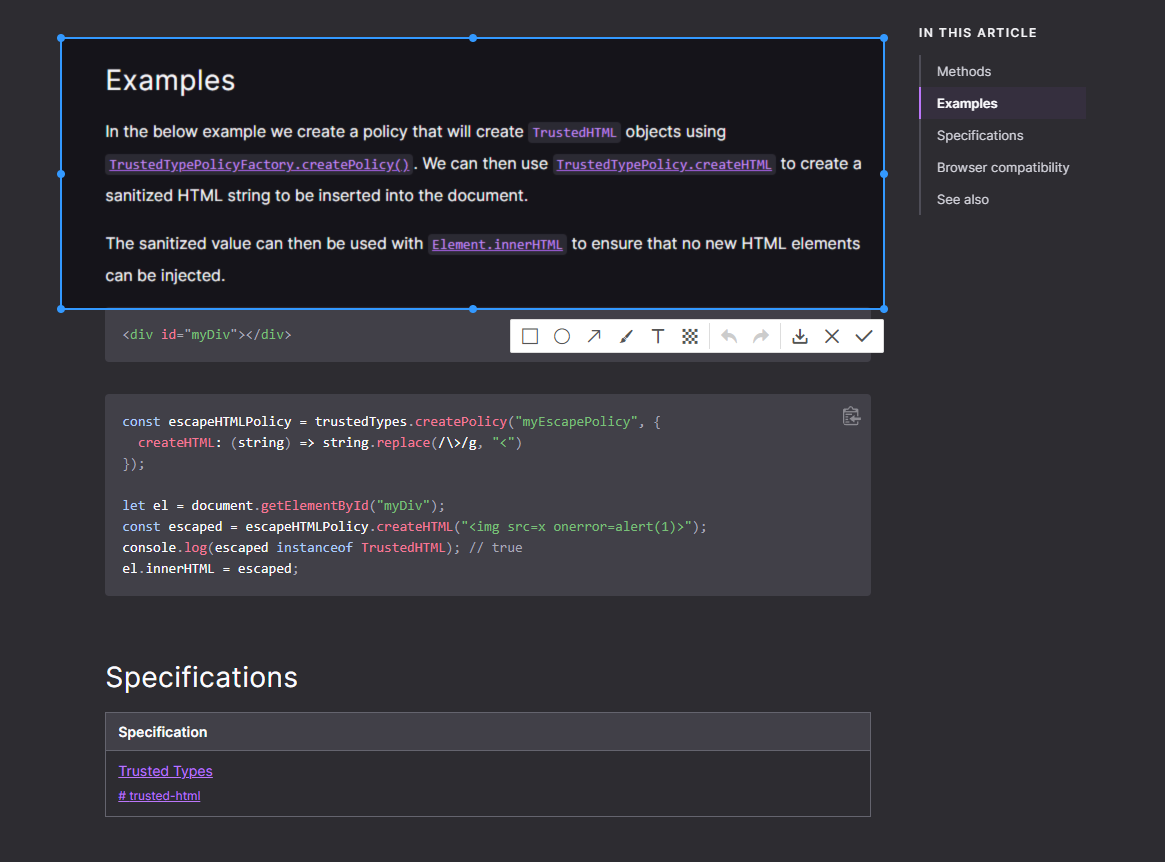 IN THIS ARTICLE
Methods
Examples
Specifications
Browser compatibility
See also
Examples
In the below example we create a policy that will create TrustedHTML objects using
TrustedTypePolicyFactory.createPolicy(). We can then use TrustedTypePolicy.createHTML to create a
sanitized HTML string to be inserted into the document.
The sanitized value can then be used with Element.innerHTML to ensure that no new HTML elements
can be injected.
<div id="myDiv"></div>
T
const escapeHTMLPolicy = trustedTypes.createPolicy("myEscapePolicy", {
  createHTML: (string) => string.replace(/\>/g, "<")
});
let el = document.getElementById("myDiv");
const escaped = escapeHTMLPolicy.createHTML("<img src=x onerror=alert(1)>");
console.log(escaped instanceof TrustedHTML); // true
el.innerHTML = escaped;
Specifications
Specification
Trusted Types
# trusted-html